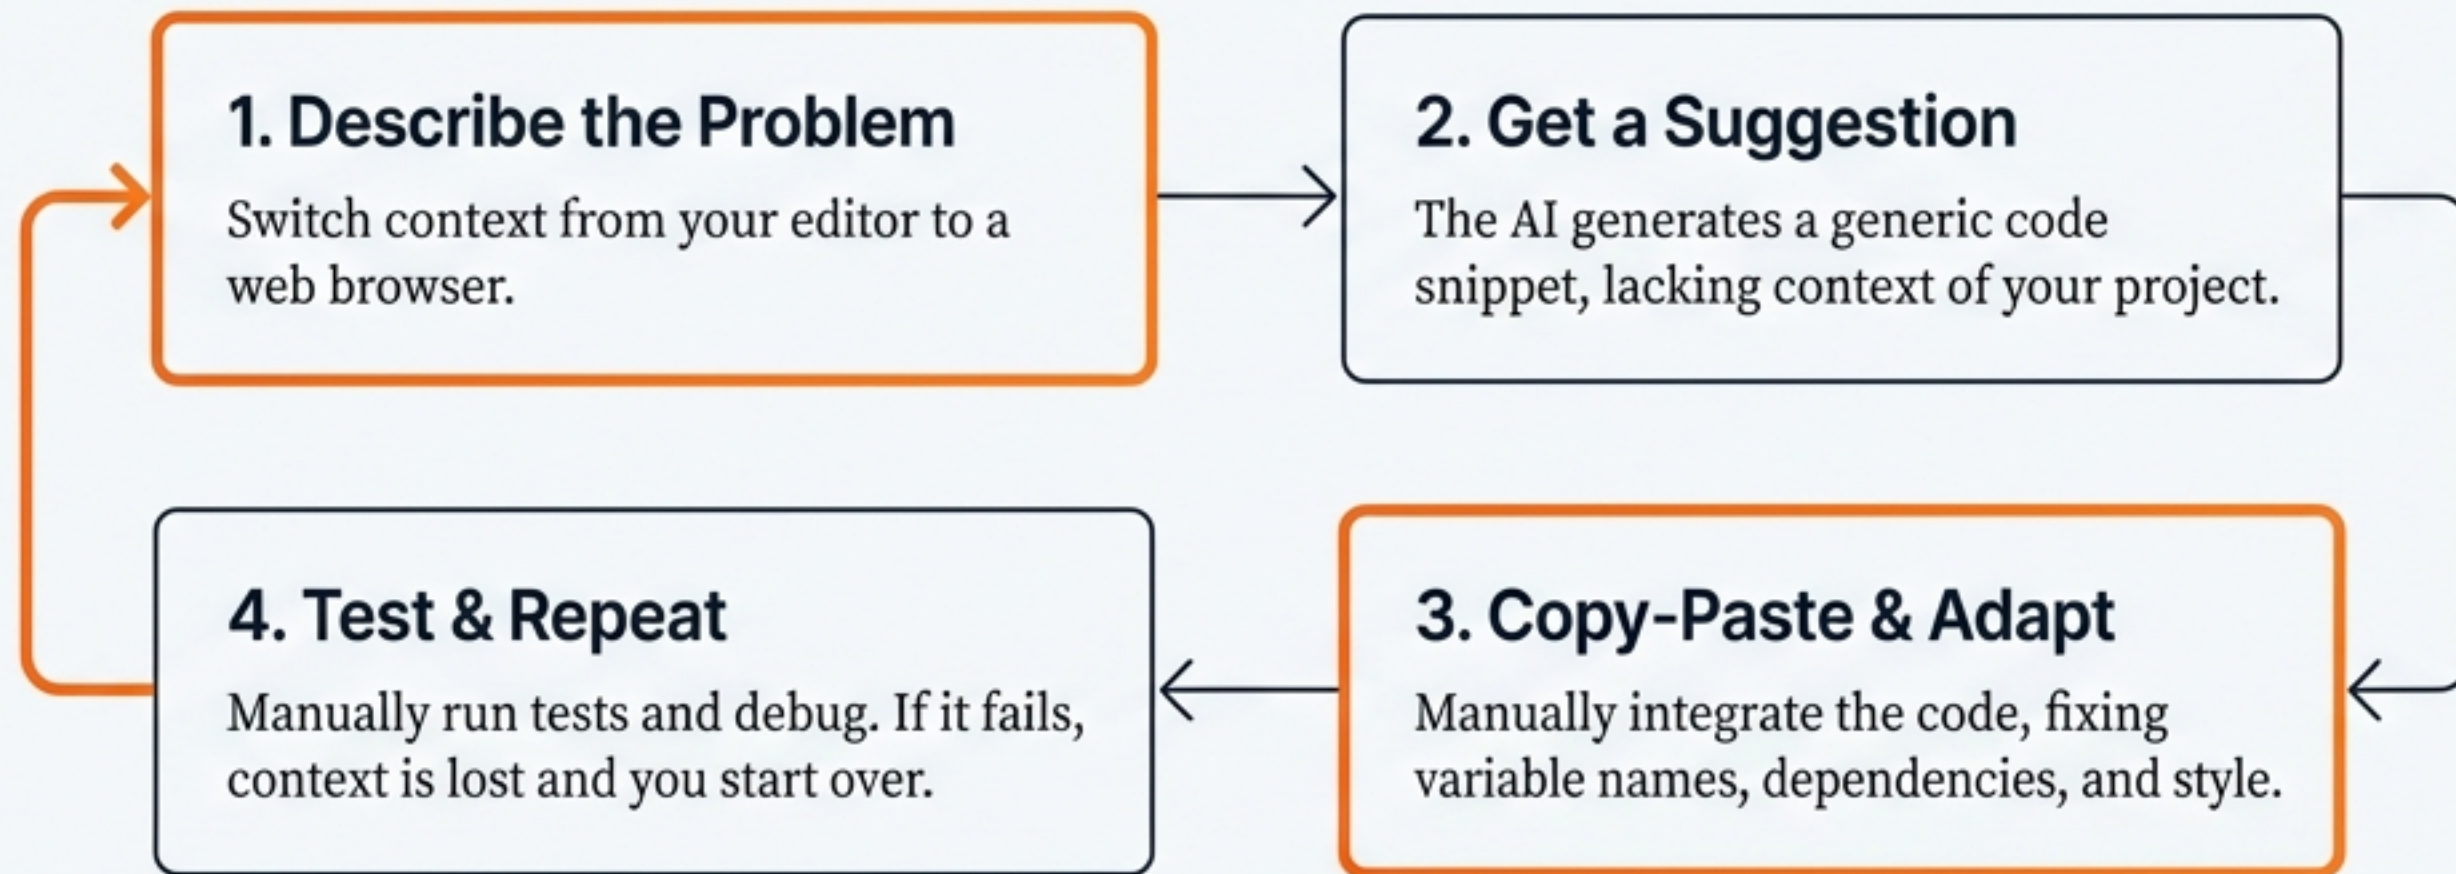 1. Describe the Problem
Switch context from your editor to a
web browser.
2. Get a Suggestion
The AI generates a generic code
snippet, lacking context of your project.
3. Copy-Paste & Adapt
Manually integrate the code, fixing
variable names, dependencies, and style.
4. Test & Repeat
Manually run tests and debug. If it fails,
context is lost and you start over.